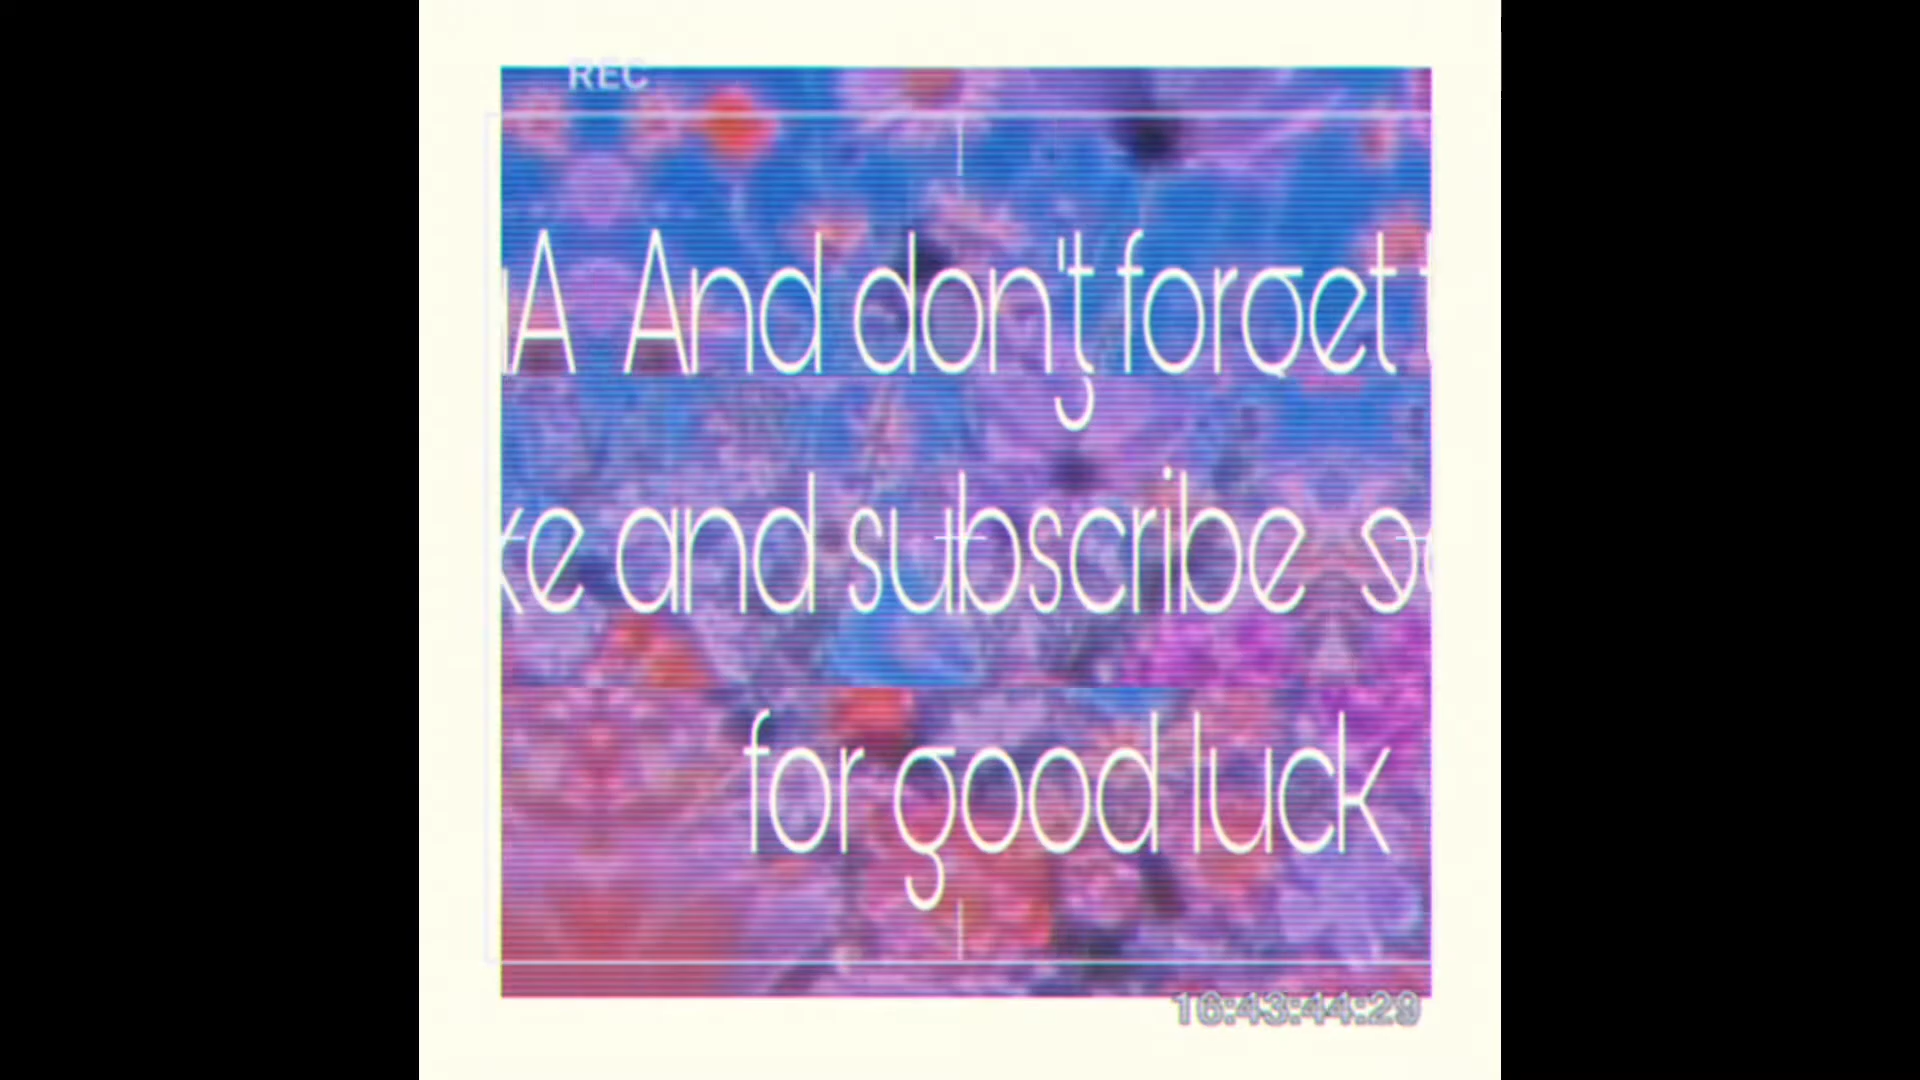 REC
And don't forget
and subscribe
for good luck
16:43:44:29